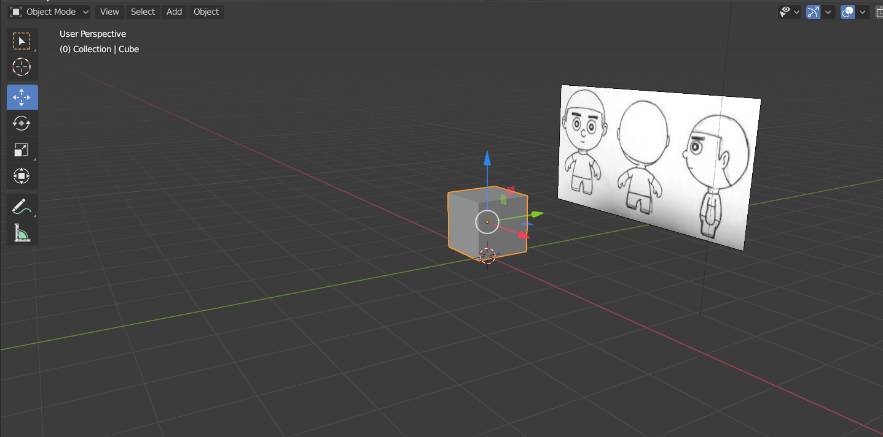 Object Mode View Select Add Object
User Perspective
(0) Collection | Cube